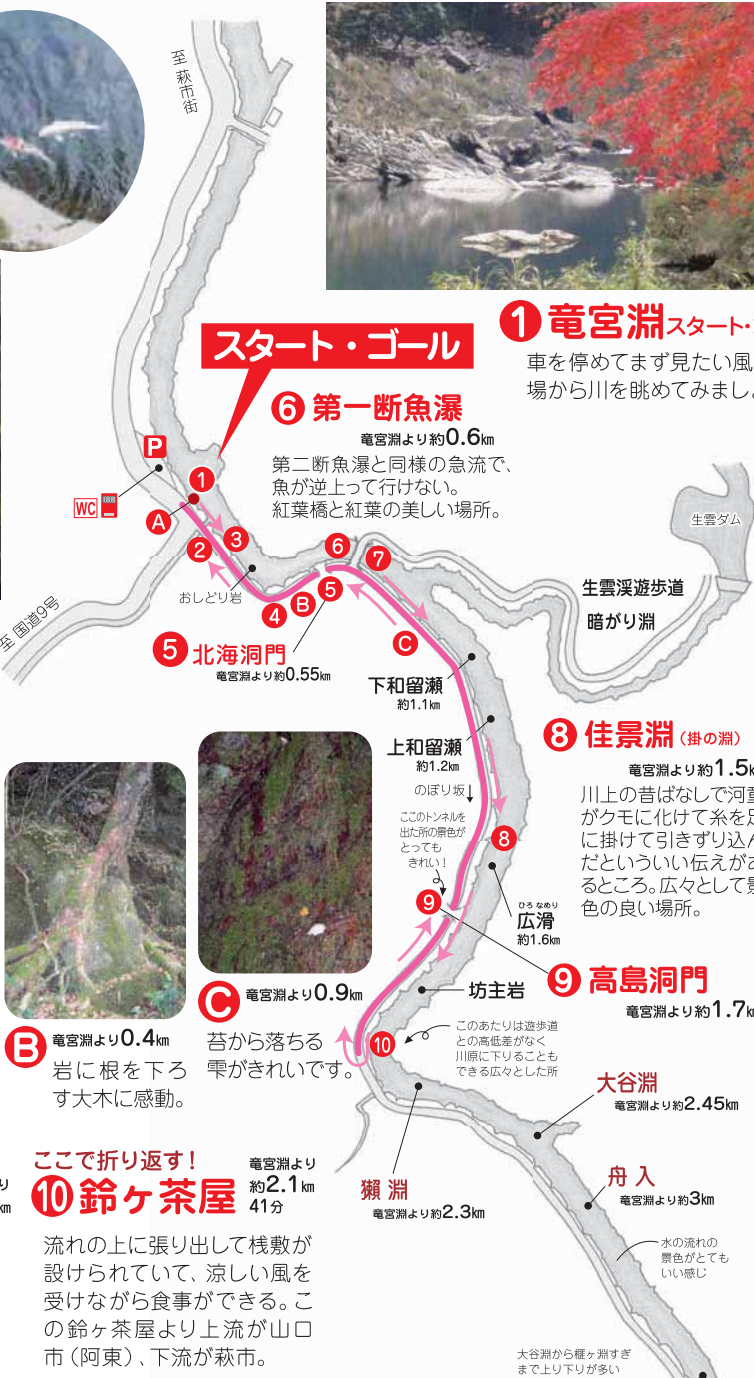 至 萩市街
❶ 竜宮淵 スタート・
車を停めてまず見たい風
場から川を眺めてみまし
スタート・ゴール
❻ 第一断魚瀑
竜宮淵より約0.6㎞
第二断魚瀑と同様の急流で、
魚が逆上って行けない。
紅葉橋と紅葉の美しい場所。
P
WC
1
A
2
3
おしどり岩
4
B
5
6
7
C
至 国道9号
生雲ダム
生雲渓遊歩道
暗がり淵
❺ 北海洞門
竜宮淵より約0.55㎞
下和留瀬
約1.1㎞
上和留瀬
約1.2㎞
のぼり坂
ここのトンネルを
出た所の景色が
とっても
きれい！
8
9
❽ 佳景淵（掛の淵）
竜宮淵より約1.5
川上の昔ばなしで河童
がクモに化けて糸を足
に掛けて引きずり込ん
だといういい伝えがあ
るところ。広々として景
色の良い場所。
ひろ なめり
広滑
約1.6㎞
❾ 高島洞門
竜宮淵より約1.7
坊主岩
10
このあたりは遊歩道
との高低差がなく
川原に下りることも
できる広々とした所
B 竜宮淵より0.4㎞
岩に根を下ろ
す大木に感動。
C 竜宮淵より0.9㎞
苔から落ちる
雫がきれいです。
大谷淵
竜宮淵より約2.45㎞
獺淵
竜宮淵より約2.3㎞
舟入
竜宮淵より約3㎞
水の流れの
景色がとても
いい感じ
り
㎞
ここで折り返す！
❿ 鈴ヶ茶屋
竜宮淵より
約2.1㎞
41分
流れの上に張り出して桟敷が
設けられていて、涼しい風を
受けながら食事ができる。こ
の鈴ヶ茶屋より上流が山口
市（阿東）、下流が萩市。
大谷淵から榧ヶ淵すぎ
まで上り下りが多い